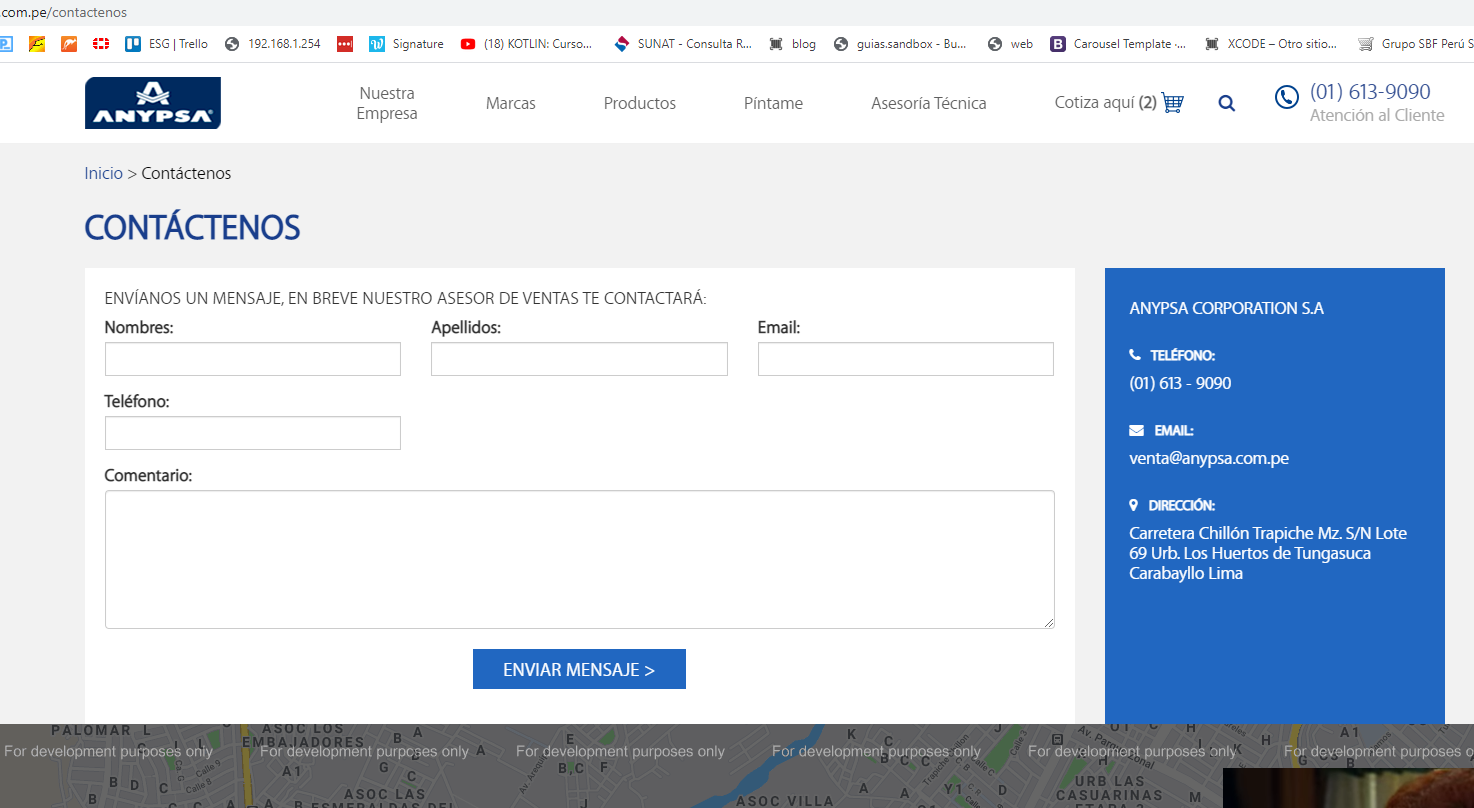 .com.pe/contactenos
ESG | Trello
192.168.1.254
Signature
(18) KOTLIN: Curso...
SUNAT - Consulta R...
blog
guias.sandbox - Bu...
web
Carousel Template -...
XCODE – Otro sitio...
Grupo SBF Perú S
ANYPSA
Nuestra
Empresa
Marcas
Productos
Píntame
Asesoría Técnica
Cotiza aquí (2)
(01) 613-9090
Atención al Cliente
Inicio > Contáctenos
CONTÁCTENOS
ENVÍANOS UN MENSAJE, EN BREVE NUESTRO ASESOR DE VENTAS TE CONTACTARÁ:
Nombres:
Apellidos:
Email:
Teléfono:
Comentario:
ENVIAR MENSAJE >
ANYPSA CORPORATION S.A
TELÉFONO:
(01) 613 - 9090
EMAIL:
venta@anypsa.com.pe
DIRECCIÓN:
Carretera Chillón Trapiche Mz. S/N Lote
69 Urb. Los Huertos de Tungasuca
Carabayllo Lima
PALOMAR L
ASOC LOS
EMBAJADORES
For development purposes only
For development purposes only
For development purposes only
For development purposes only
For development purposes only
For development purposes o
Calle 9
Calle 8
A1
B,C F
Y1
URB LAS
CASUARINAS
ASOC LAS
ASOC VILLA